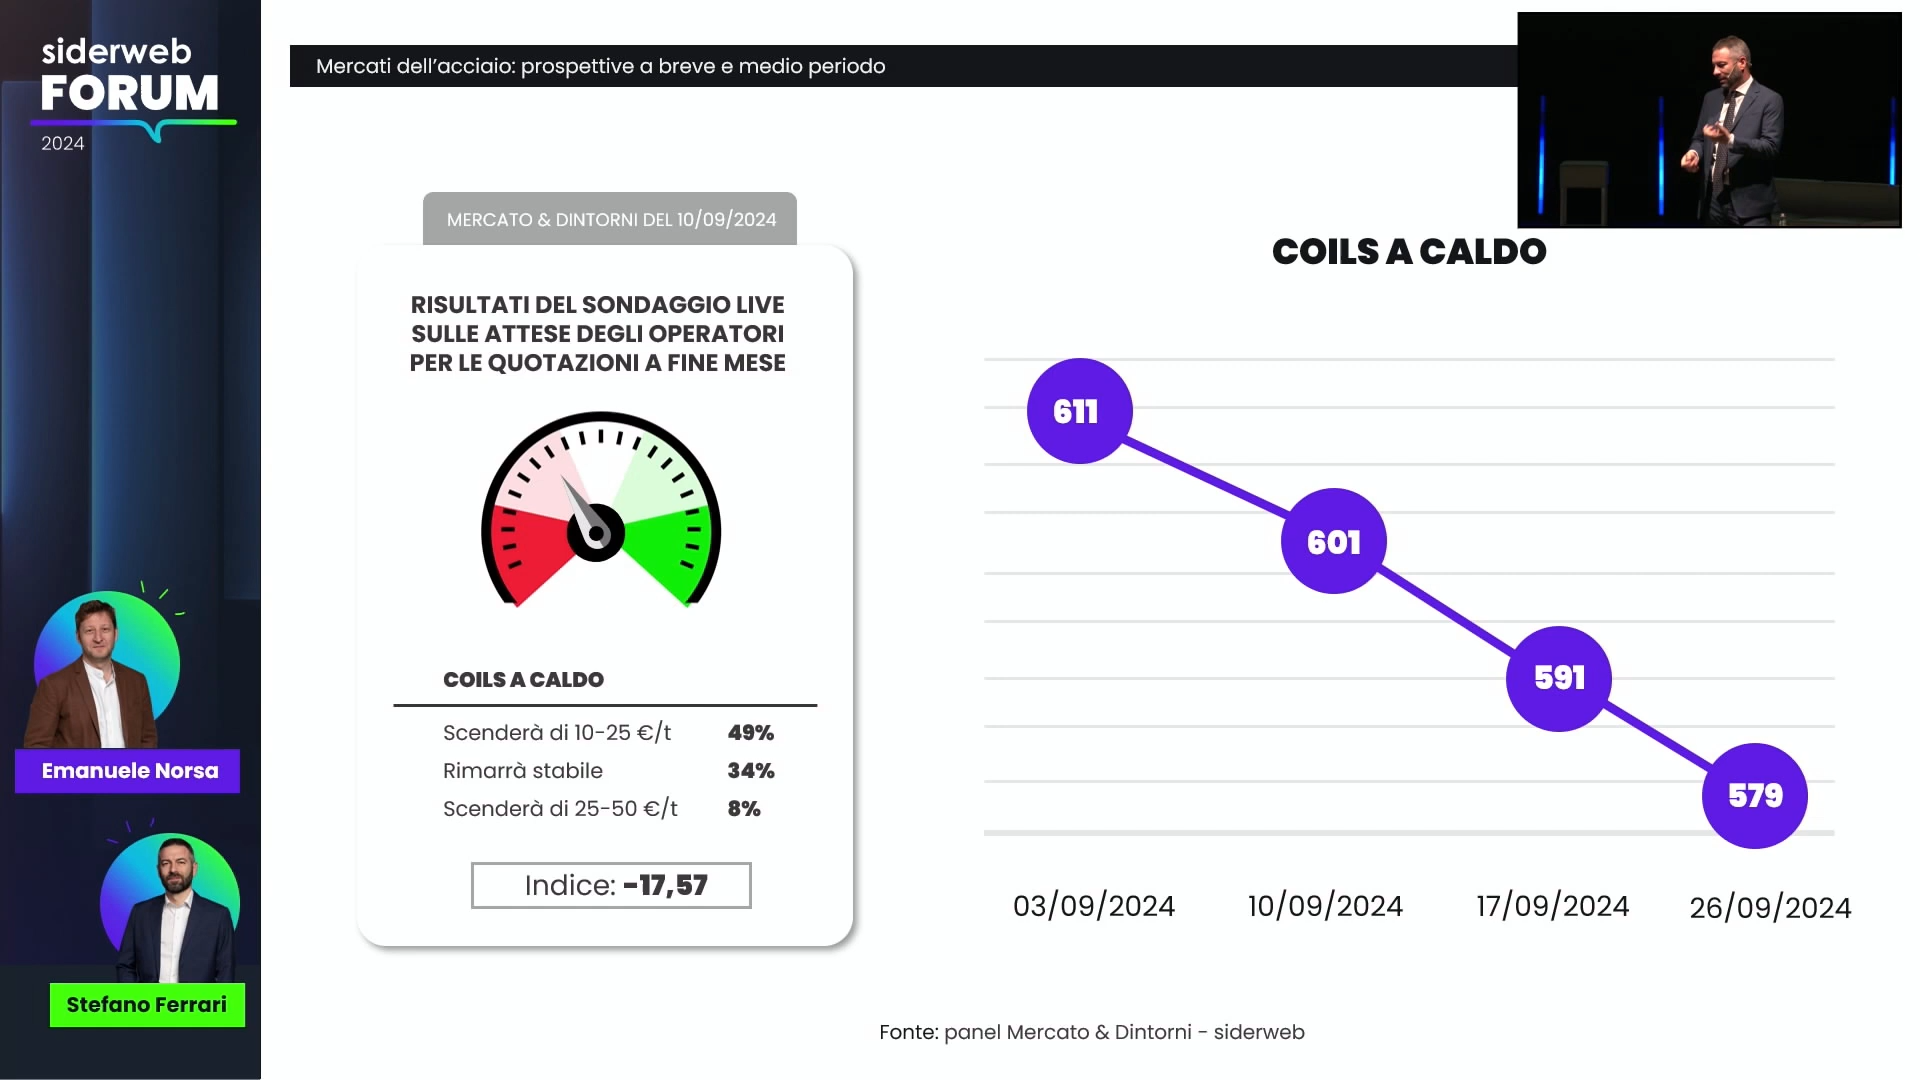 siderweb
FORUM
2024
Mercati dell’acciaio: prospettive a breve e medio periodo
MERCATO & DINTORNI DEL 10/09/2024
RISULTATI DEL SONDAGGIO LIVE
SULLE ATTESE DEGLI OPERATORI
PER LE QUOTAZIONI A FINE MESE
COILS A CALDO
Scenderà di 10-25 €/t 49%
Rimarrà stabile 34%
Scenderà di 25-50 €/t 8%
Indice: -17,57
COILS A CALDO
611
601
591
579
03/09/2024 10/09/2024 17/09/2024 26/09/2024
Fonte: panel Mercato & Dintorni - siderweb
Emanuele Norsa
Stefano Ferrari